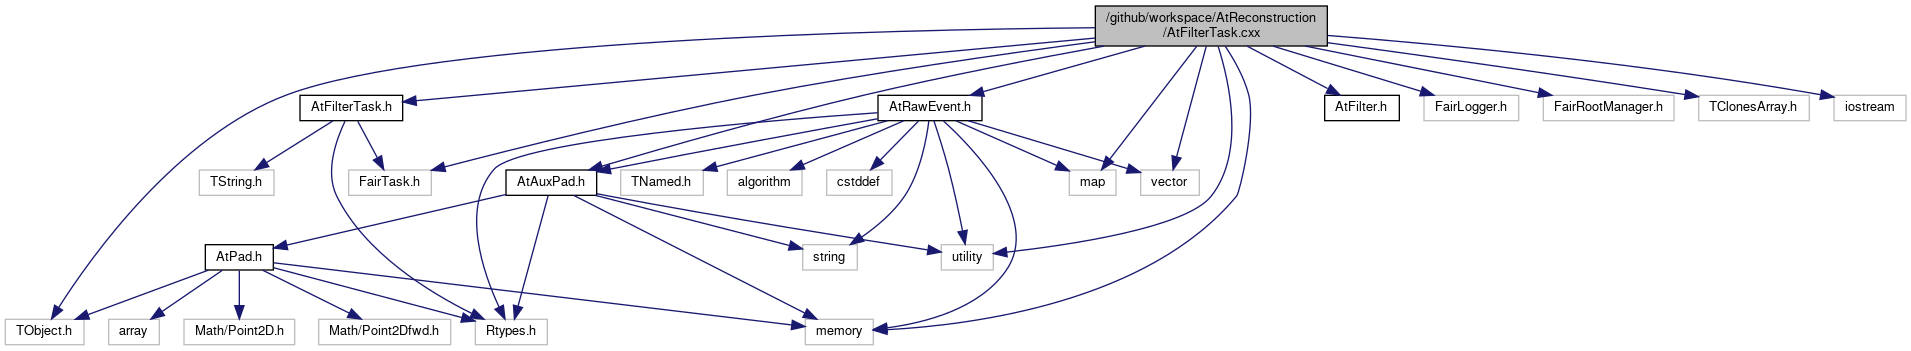 /github/workspace/AtReconstruction
/AtFilterTask.cxx
AtFilterTask.h
AtRawEvent.h
AtFilter.h
FairLogger.h
FairRootManager.h
TClonesArray.h
iostream
TString.h
FairTask.h
AtAuxPad.h
TNamed.h
algorithm
cstddef
map
vector
AtPad.h
string
utility
TObject.h
array
Math/Point2D.h
Math/Point2Dfwd.h
Rtypes.h
memory